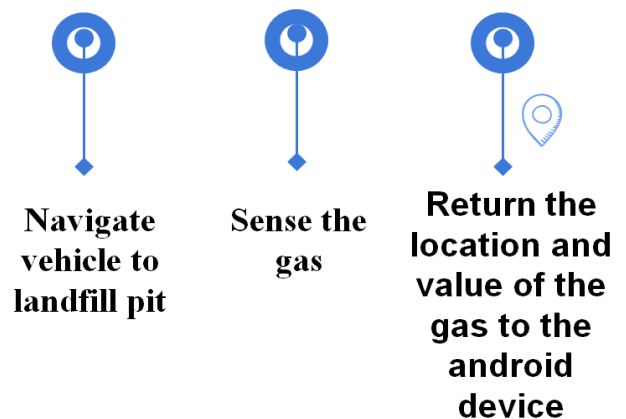 Navigate
vehicle to
landfill pit
Sense the
gas
Return the
location and
value of the
gas to the
android
device